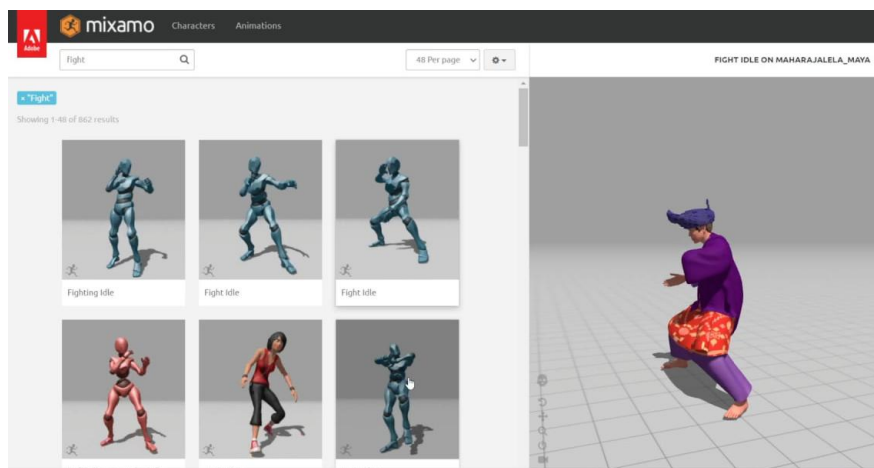 Adobe
mixamo
Characters
Animations
fight
48 Per page
FIGHT IDLE ON MAHARAJALELA_MAYA
× "Fight"
Showing 1-48 of 862 results
Fighting Idle
Fight Idle
Fight Idle